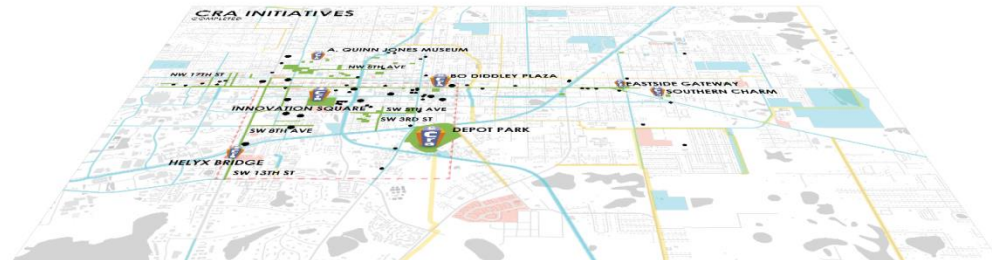 CRA INITIATIVES
COMPLETED
A. QUINN JONES MUSEUM
NW 5TH AVE
NW 17TH ST
BO DIDDLEY PLAZA
EASTSIDE GATEWAY
SOUTHERN CHARM
INNOVATION SQUARE
SW 5TH AVE
SW 3RD ST
SW 8TH AVE
DEPOT PARK
HELYX BRIDGE
SW 13TH ST